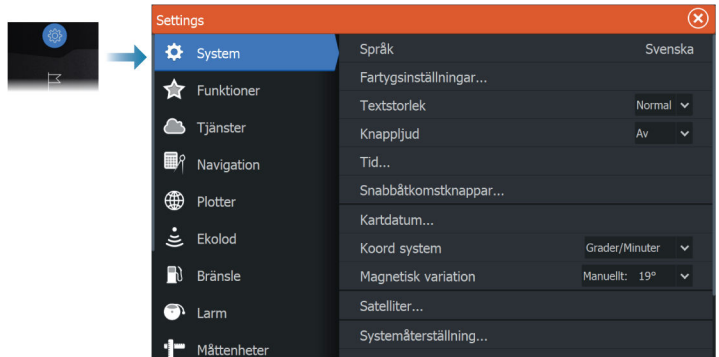 Settings
System
Funktioner
Tjänster
Navigation
Plotter
Ekolod
Bränsle
Larm
Måttenheter
Språk Svenska
Fartygsinställningar...
Textstorlek Normal
Knappljud Av
Tid...
Snabbåtkomstknappar...
Kartdatum...
Koord system Grader/Minuter
Magnetisk variation Manuellt: 19°
Satelliter...
Systemåterställning...